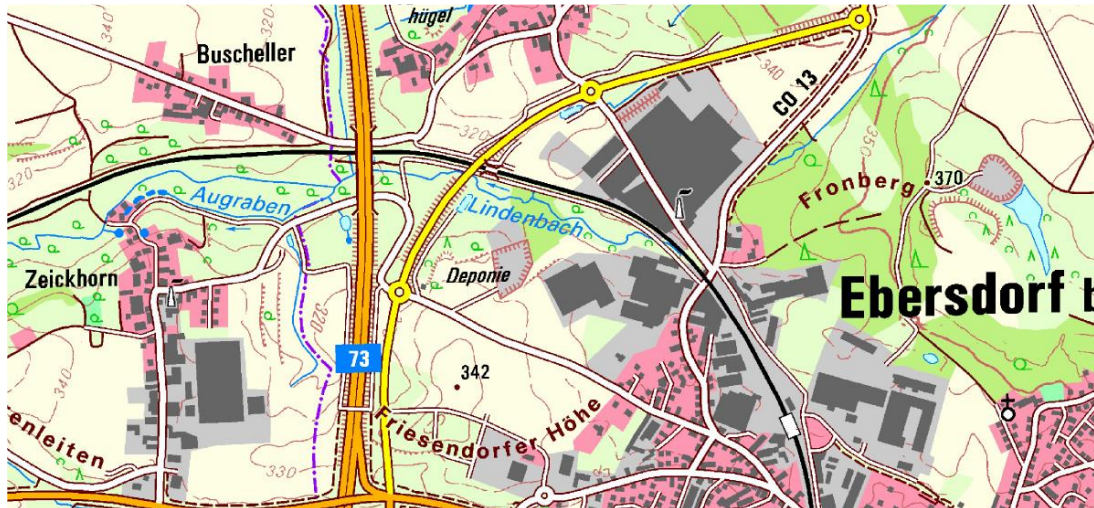 hügel
Buscheller
340
320
320
340
CO 13
350
Fronberg
370
320
Augraben
Lindenbach
Zeickhorn
Deponie
Ebersdorf b
320
73
342
340
Friesendorfer Höhe
enleiten
330